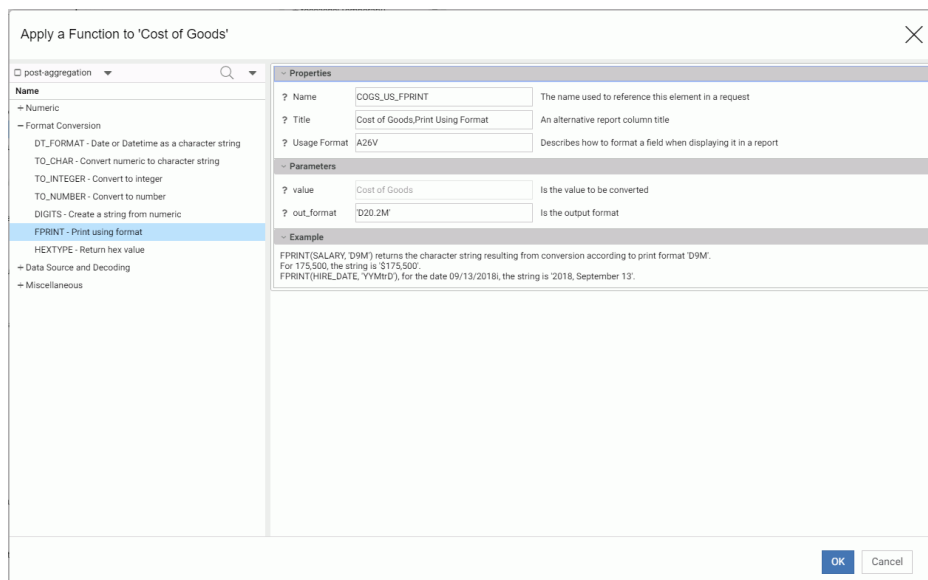 Apply a Function to 'Cost of Goods'
post-aggregation
Name
Numeric
Format Conversion
DT_FORMAT - Date or Datetime as a character string
TO_CHAR - Convert numeric to character string
TO_INTEGER - Convert to integer
TO_NUMBER - Convert to number
DIGITS - Create a string from numeric
FPRINT - Print using format
HEXTYPE - Return hex value
Data Source and Decoding
Miscellaneous
Properties
? Name COGS_US_FPRINT The name used to reference this element in a request
? Title Cost of Goods,Print Using Format An alternative report column title
? Usage Format A26V Describes how to format a field when displaying it in a report
Parameters
? value Cost of Goods Is the value to be converted
? out_format 'D20.2M' Is the output format
Example
FPRINT(SALARY, 'D9M') returns the character string resulting from conversion according to print format 'D9M'.
For 175,500, the string is '$175,500'.
FPRINT(HIRE_DATE, 'YYMtrD'), for the date 09/13/2018i, the string is '2018, September 13'.
OK Cancel